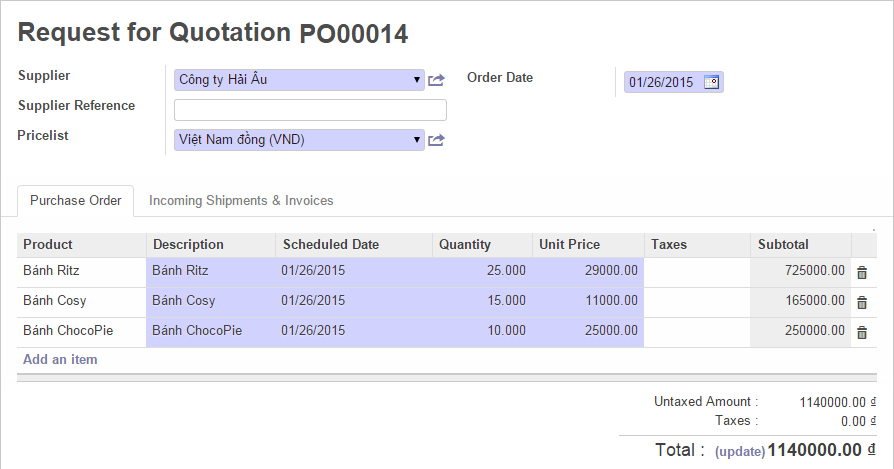 Request for Quotation PO00014
Supplier Công ty Hải Âu Order Date 01/26/2015
Supplier Reference
Pricelist Việt Nam đồng (VND)
Purchase Order Incoming Shipments & Invoices
Product Description Scheduled Date Quantity Unit Price Taxes Subtotal
Bánh Ritz Bánh Ritz 01/26/2015 25.000 29000.00 725000.00
Bánh Cosy Bánh Cosy 01/26/2015 15.000 11000.00 165000.00
Bánh ChocoPie Bánh ChocoPie 01/26/2015 10.000 25000.00 250000.00
Add an item
Untaxed Amount : 1140000.00 ₫
Taxes : 0.00 ₫
Total : (update) 1140000.00 ₫